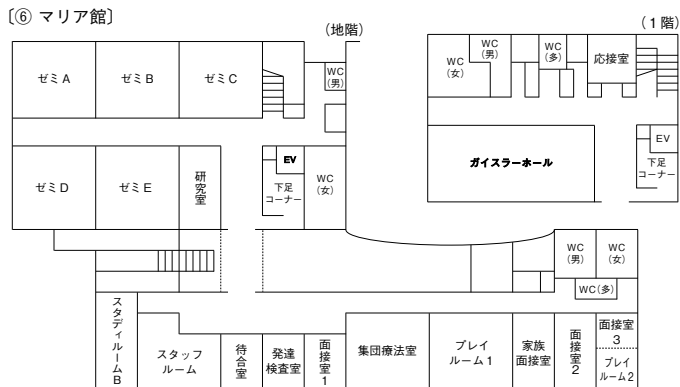 〔⑥ マリア館〕
(地階)
(1階)
ゼミA
ゼミB
ゼミC
WC
(男)
WC
(女)
WC
(男)
WC
(多)
応接室
ゼミD
ゼミE
研究室
EV
下足
コーナー
WC
(女)
ガイスラーホール
EV
下足
コーナー
WC
(男)
WC
(女)
WC(多)
スタディルームB
スタッフ
ルーム
待合室
発達
検査室
面接室1
集団療法室
プレイ
ルーム1
家族
面接室
面接室2
面接室
3
プレイ
ルーム2